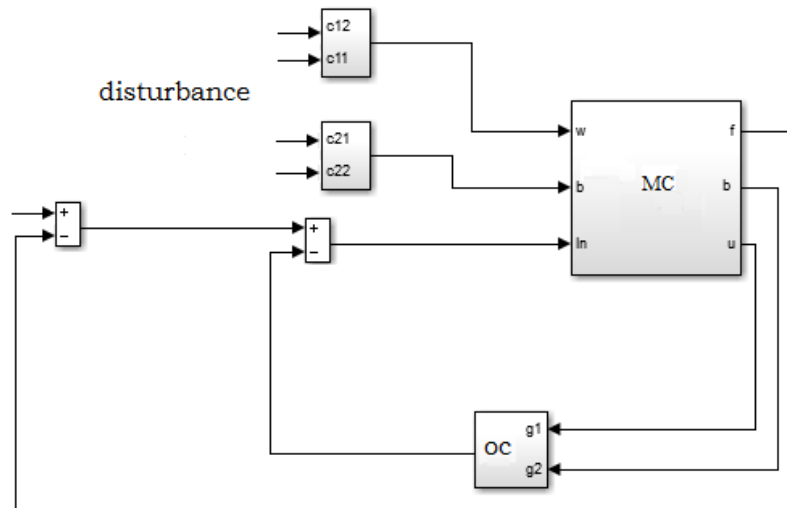 c12
c11
disturbance
c21
c22
w
f
b
MC
b
In
u
+
−
+
−
g1
OC
g2